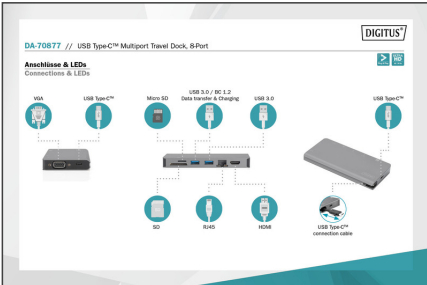 DIGITUS®
DA-70877 // USB Type-C™ Multiport Travel Dock, 8-Port
Anschlüsse & LEDs
Connections & LEDs
VGA
USB Type-C™
Micro SD
USB 3.0 / BC 1.2
Data transfer & Charging
USB 3.0
USB Type-C™
SD
RJ45
HDMI
USB Type-C™
connection cable